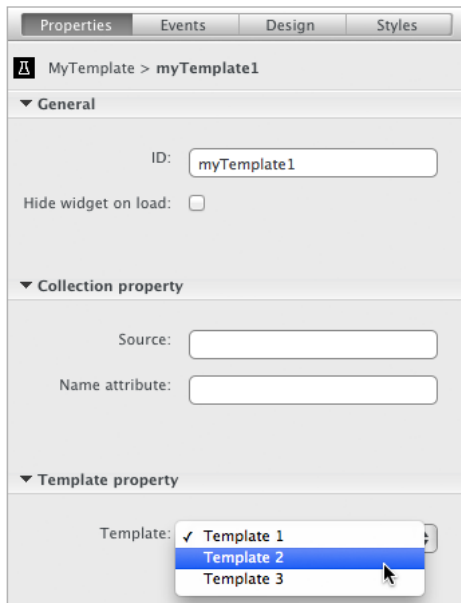 Properties Events Design Styles
MyTemplate > myTemplate1
General
ID: myTemplate1
Hide widget on load:
Collection property
Source:
Name attribute:
Template property
Template: ✓ Template 1
Template 2
Template 3